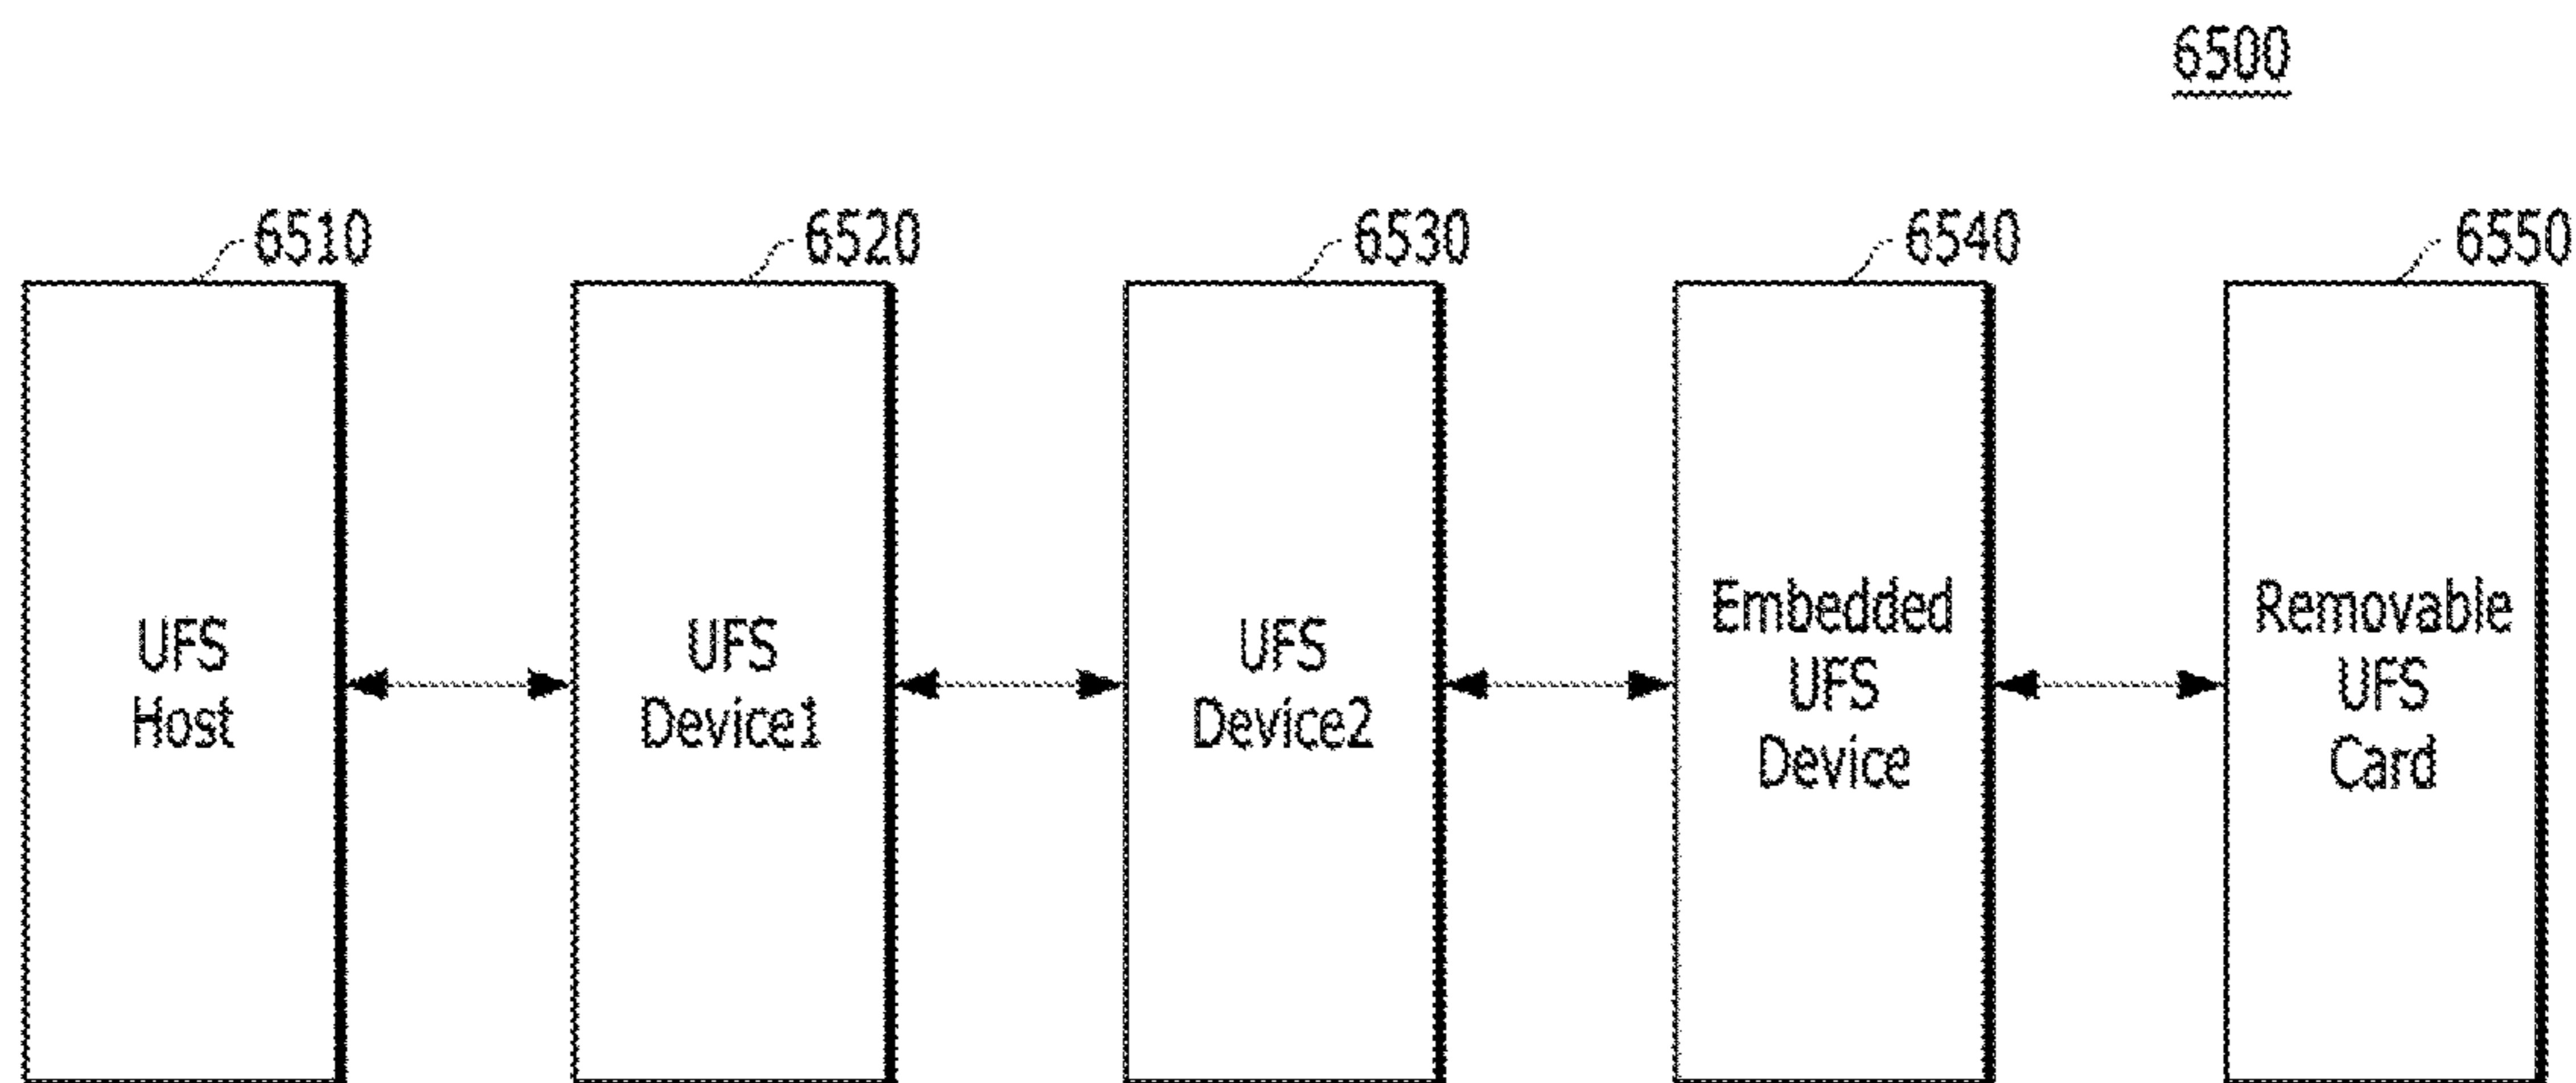 6500
6510
6520
6530
6540
6550
UFS
Host
UFS
Device1
UFS
Device2
Embedded
UFS
Device
Removable
UFS
Card